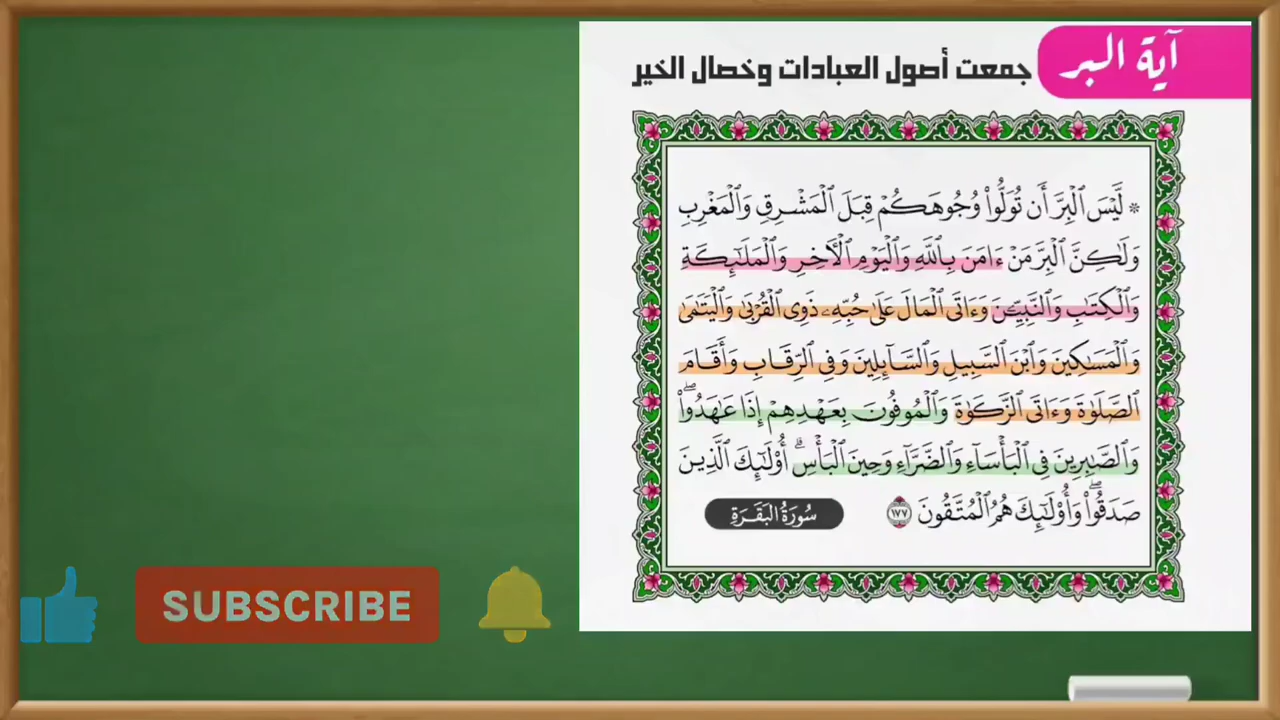 آية البر
جمعت أصول العبادات وخصال الخير
۞ لَّيْسَ ٱلْبِرَّ أَن تُوَلُّوا۟ وُجُوهَكُمْ قِبَلَ ٱلْمَشْرِقِ وَٱلْمَغْرِبِ
وَلَـٰكِنَّ ٱلْبِرَّ مَنْ ءَامَنَ بِٱللَّهِ وَٱلْيَوْمِ ٱلْـَٔاخِرِ وَٱلْمَلَـٰٓئِكَةِ
وَٱلْكِتَـٰبِ وَٱلنَّبِيِّـۧنَ وَءَاتَى ٱلْمَالَ عَلَىٰ حُبِّهِۦ ذَوِى ٱلْقُرْبَىٰ وَٱلْيَتَـٰمَىٰ
وَٱلْمَسَـٰكِينَ وَٱبْنَ ٱلسَّبِيلِ وَٱلسَّآئِلِينَ وَفِى ٱلرِّقَابِ وَأَقَامَ
ٱلصَّلَوٰةَ وَءَاتَى ٱلزَّكَوٰةَ وَٱلْمُوفُونَ بِعَهْدِهِمْ إِذَا عَـٰهَدُوا۟ ۖ
وَٱلصَّـٰبِرِينَ فِى ٱلْبَأْسَآءِ وَٱلضَّرَّآءِ وَحِينَ ٱلْبَأْسِ ۗ أُو۟لَـٰٓئِكَ ٱلَّذِينَ
صَدَقُوا۟ ۖ وَأُو۟لَـٰٓئِكَ هُمُ ٱلْمُتَّقُونَ ١٧٧
سُورَةُ البَقَرَةِ
SUBSCRIBE